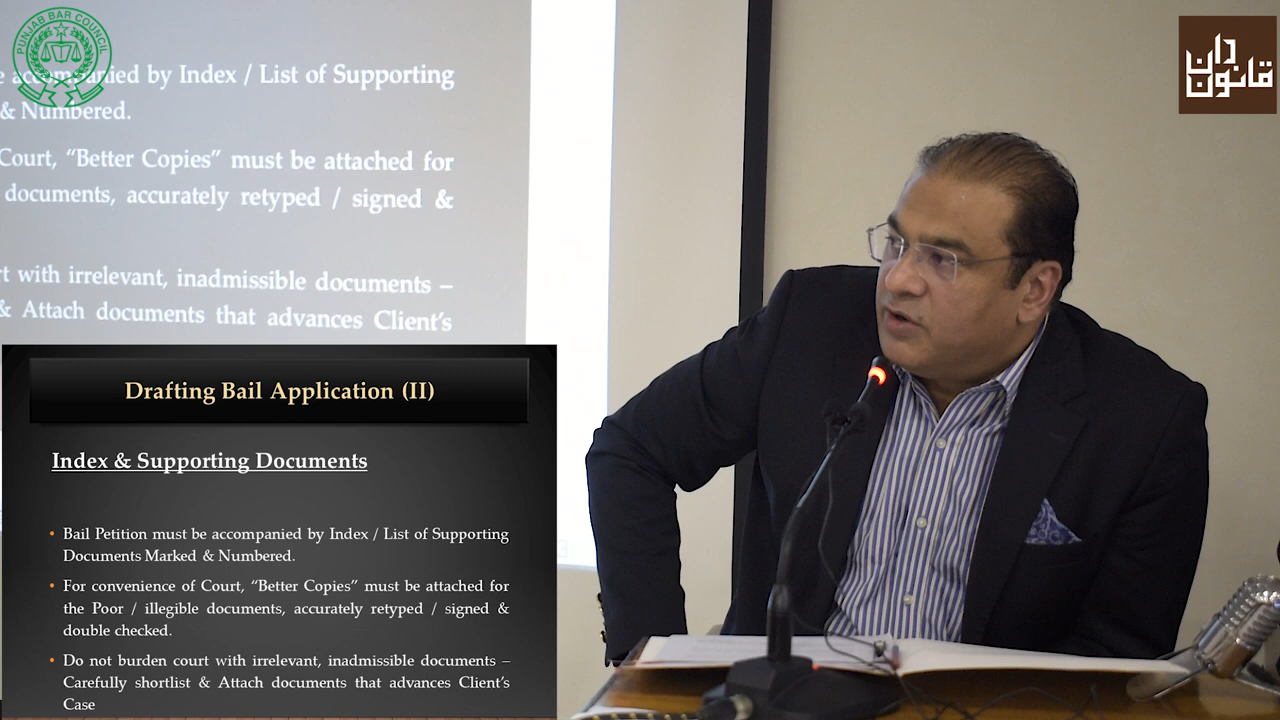 PUNJAB BAR COUNCIL
قانون دان
accompanied by Index / List of Supporting
& Numbered.
Court, “Better Copies” must be attached for
documents, accurately retyped / signed &
with irrelevant, inadmissible documents –
& Attach documents that advances Client’s
Drafting Bail Application (II)
Index & Supporting Documents
• Bail Petition must be accompanied by Index / List of Supporting
Documents Marked & Numbered.
• For convenience of Court, “Better Copies” must be attached for
the Poor / illegible documents, accurately retyped / signed &
double checked.
• Do not burden court with irrelevant, inadmissible documents –
Carefully shortlist & Attach documents that advances Client’s
Case